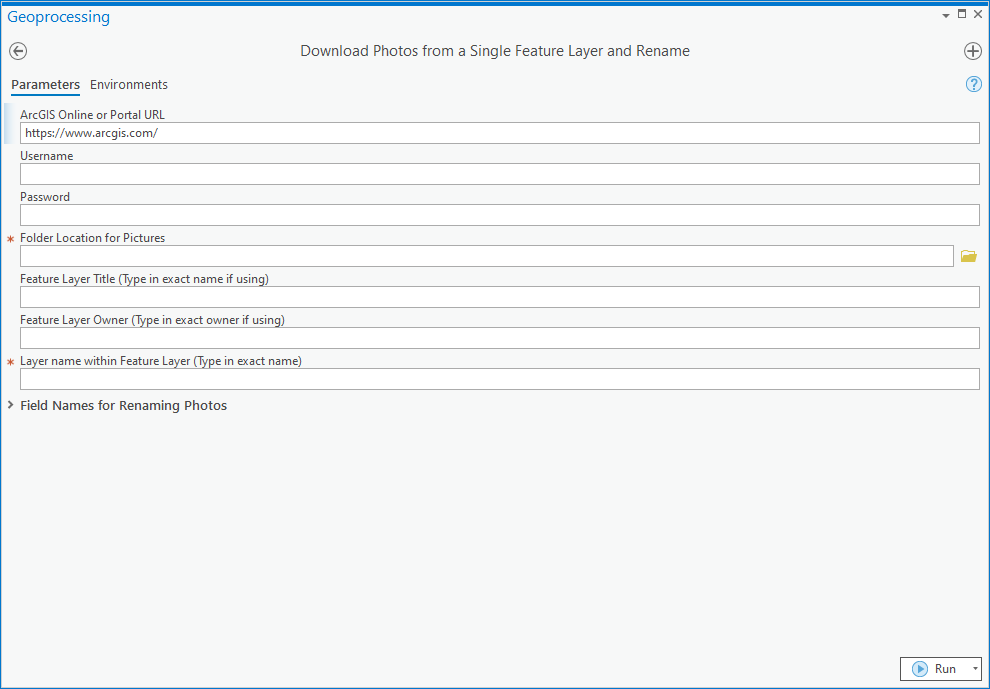 Geoprocessing
Download Photos from a Single Feature Layer and Rename
Parameters Environments
ArcGIS Online or Portal URL
https://www.arcgis.com/
Username
Password
* Folder Location for Pictures
Feature Layer Title (Type in exact name if using)
Feature Layer Owner (Type in exact owner if using)
* Layer name within Feature Layer (Type in exact name)
Field Names for Renaming Photos
Run